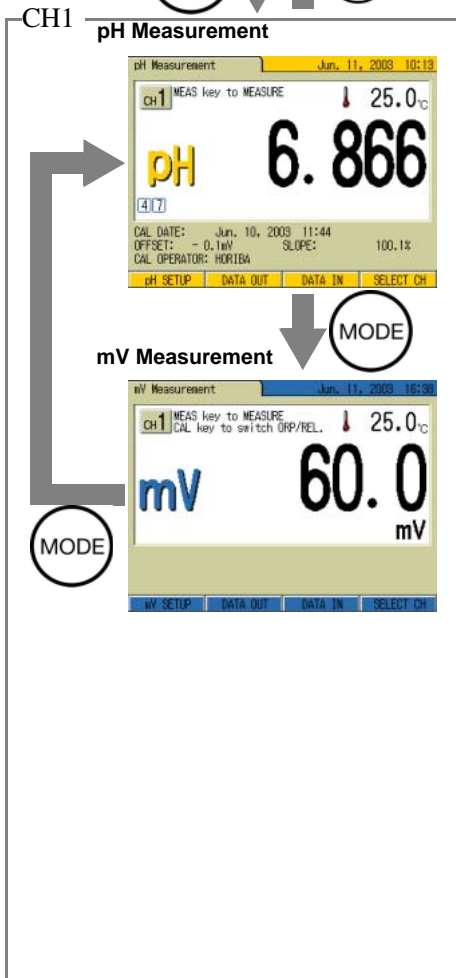 CH1
pH Measurement
pH Measurement Jun. 11, 2003 10:13
CH1 MEAS key to MEASURE 25.0℃
pH 6.866
4 7
CAL DATE: Jun. 10, 2003 11:44
OFFSET: - 0.1mV SLOPE: 100.1%
CAL OPERATOR: HORIBA
pH SETUP DATA OUT DATA IN SELECT CH
MODE
mV Measurement
mV Measurement Jun. 11, 2003 16:38
CH1 MEAS key to MEASURE 25.0℃
CAL key to switch ORP/REL.
mV 60.0
mV
MODE
mV SETUP DATA OUT DATA IN SELECT CH